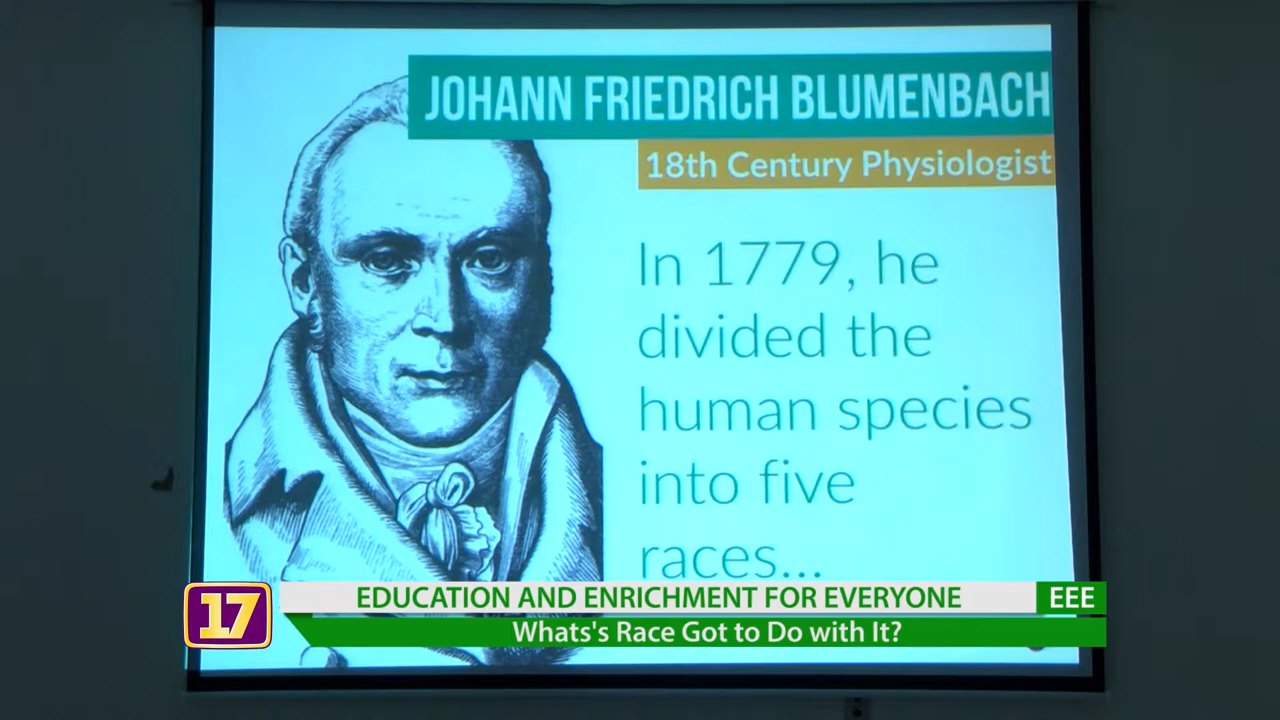 JOHANN FRIEDRICH BLUMENBACH
18th Century Physiologist
In 1779, he
divided the
human species
into five
races...
17
EDUCATION AND ENRICHMENT FOR EVERYONE
EEE
Whats's Race Got to Do with It?